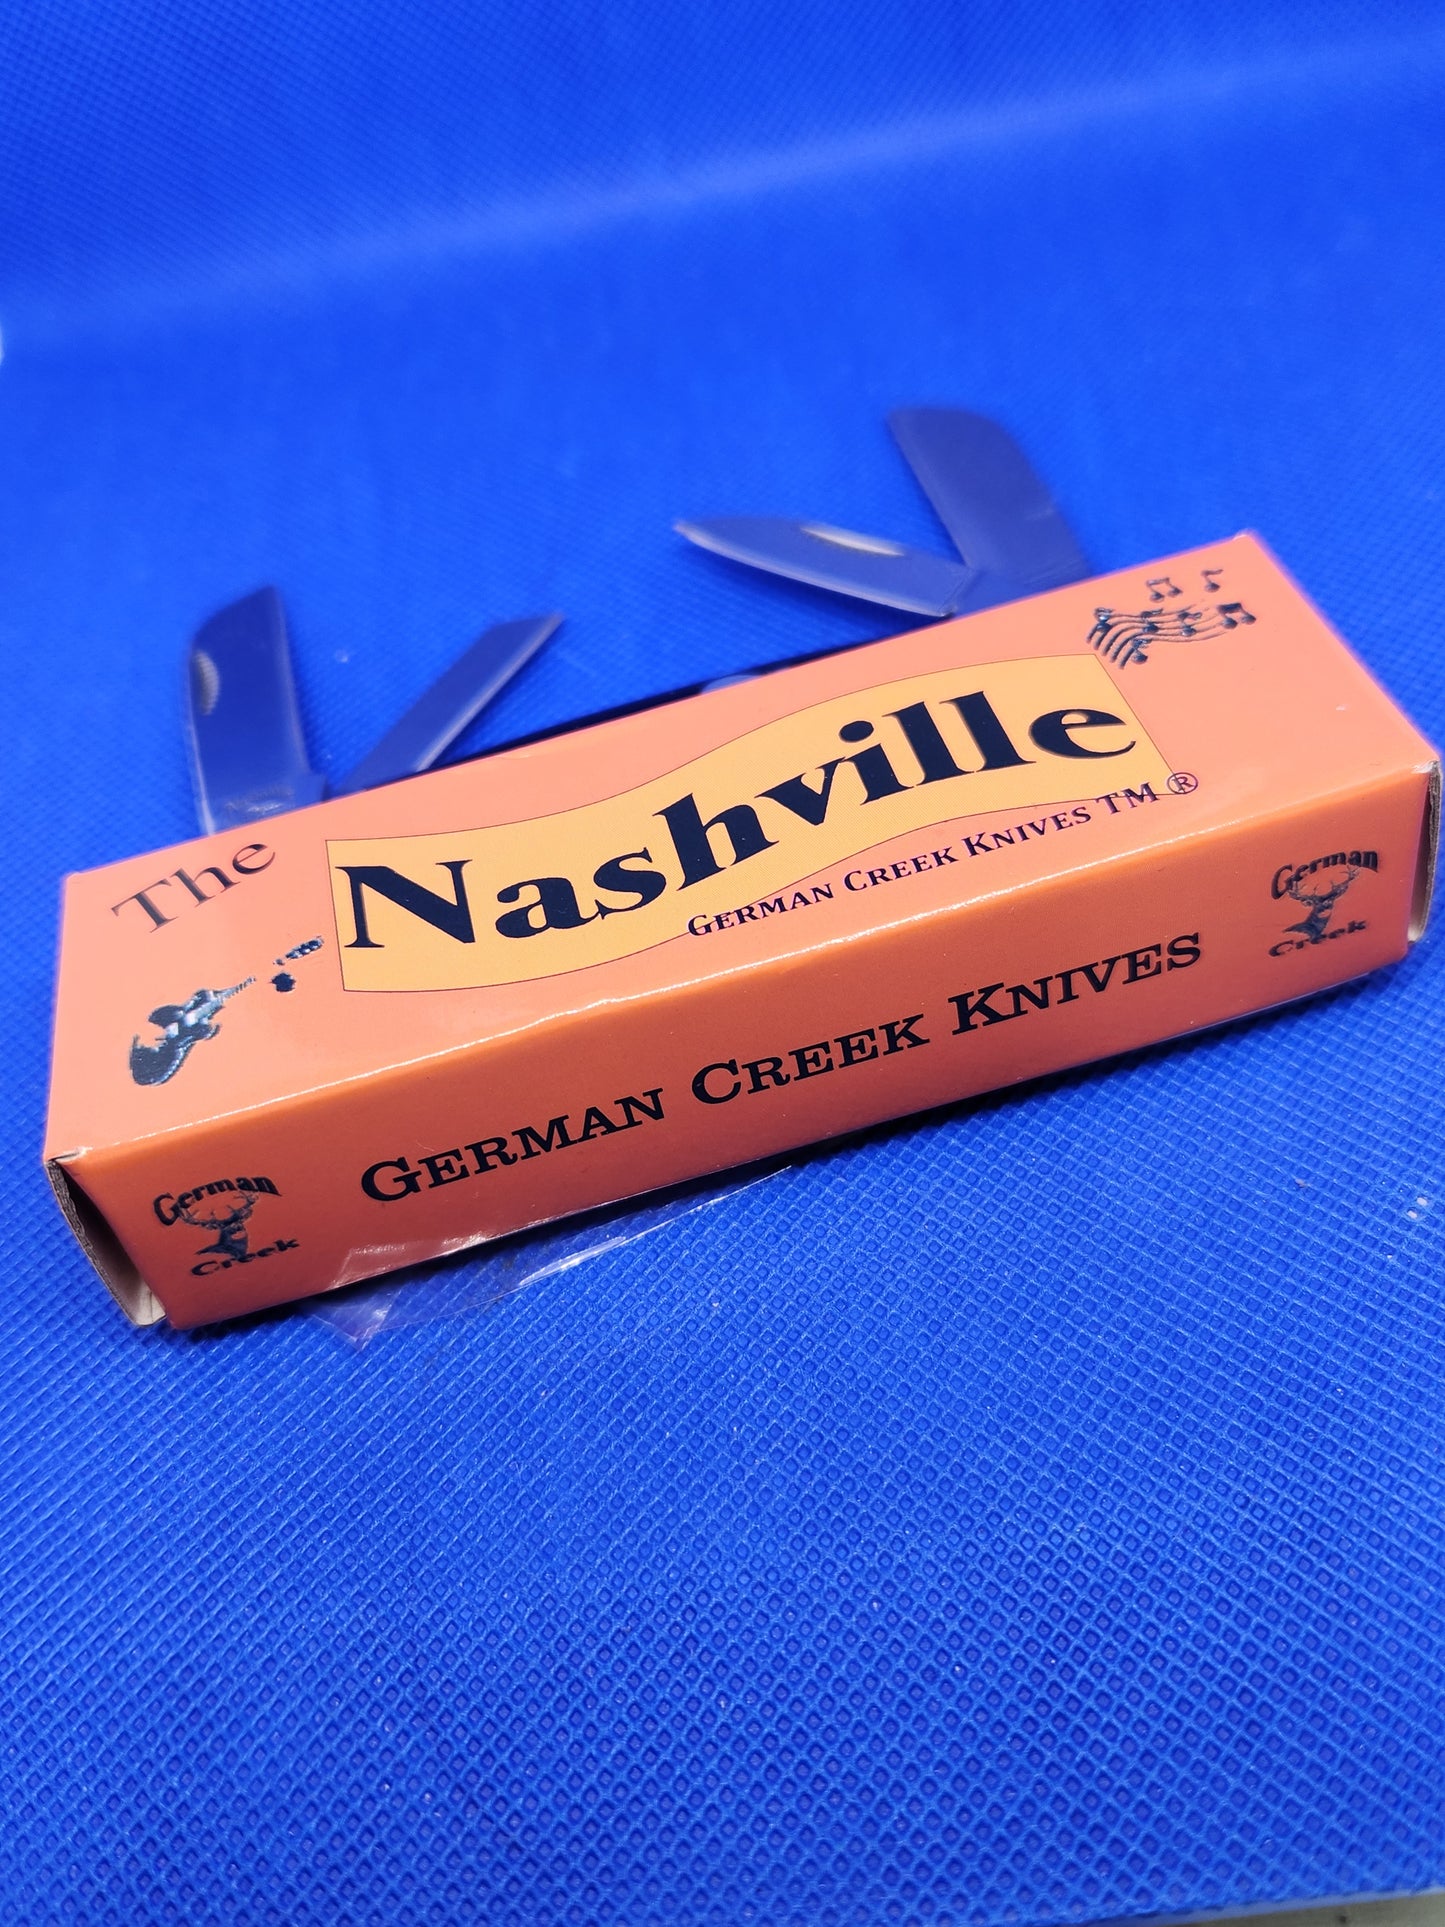 The
Nashville
GERMAN CREEK KNIVES TM ®
GERMAN CREEK KNIVES
German
Creek
German
Creek